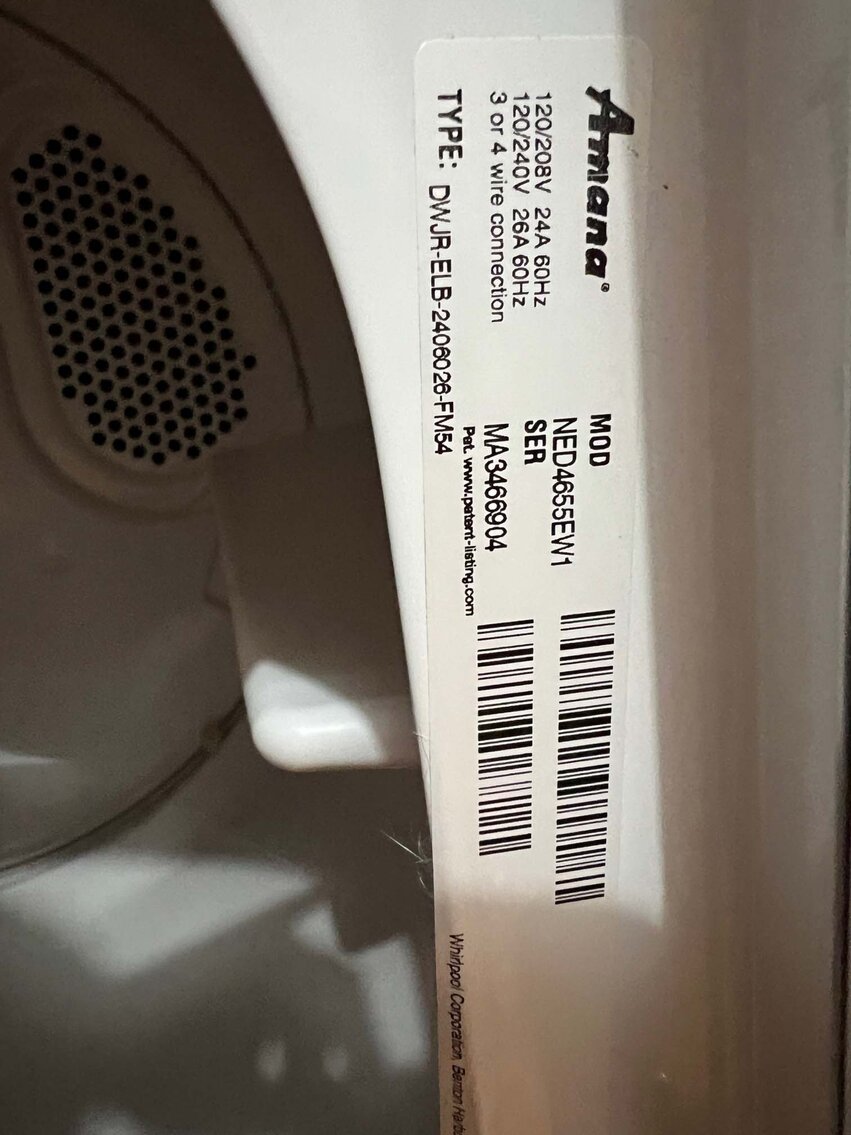 Amana®
120/208V 24A 60Hz
120/240V 26A 60Hz
3 or 4 wire connection
TYPE: DWJR-ELB-2406026-FM54
MOD
NED4655EW1
SER
MA3466904
Pat. www.patent-listing.com
Whirlpool Corporation, Benton